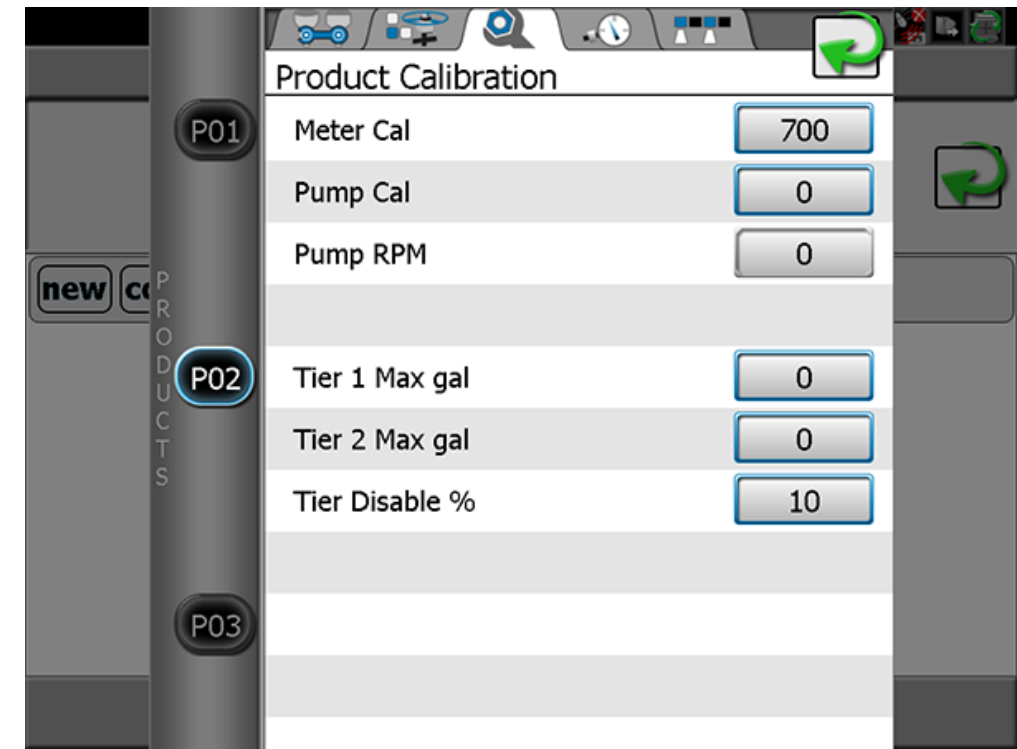 Product Calibration
P01
Meter Cal 700
Pump Cal 0
Pump RPM 0
new co
PRODUCTS
P02
Tier 1 Max gal 0
Tier 2 Max gal 0
Tier Disable % 10
P03